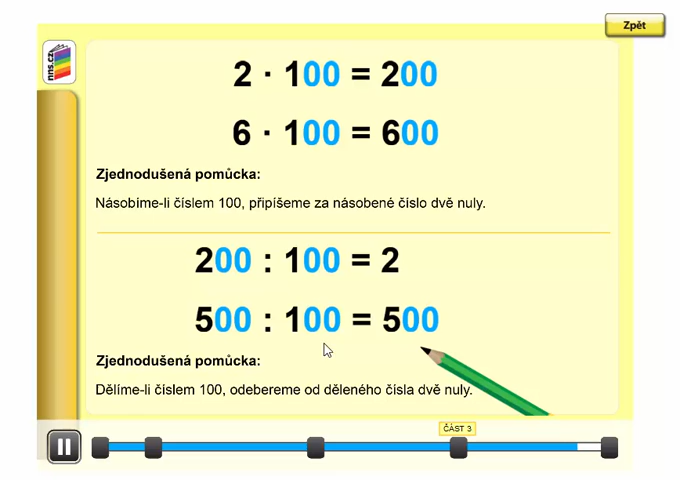 Zpět
nns.cz
2 · 100 = 200
6 · 100 = 600
Zjednodušená pomůcka:
Násobíme-li číslem 100, připíšeme za násobené číslo dvě nuly.
200 : 100 = 2
500 : 100 = 500
Zjednodušená pomůcka:
Dělíme-li číslem 100, odebereme od děleného čísla dvě nuly.
ČÁST 3